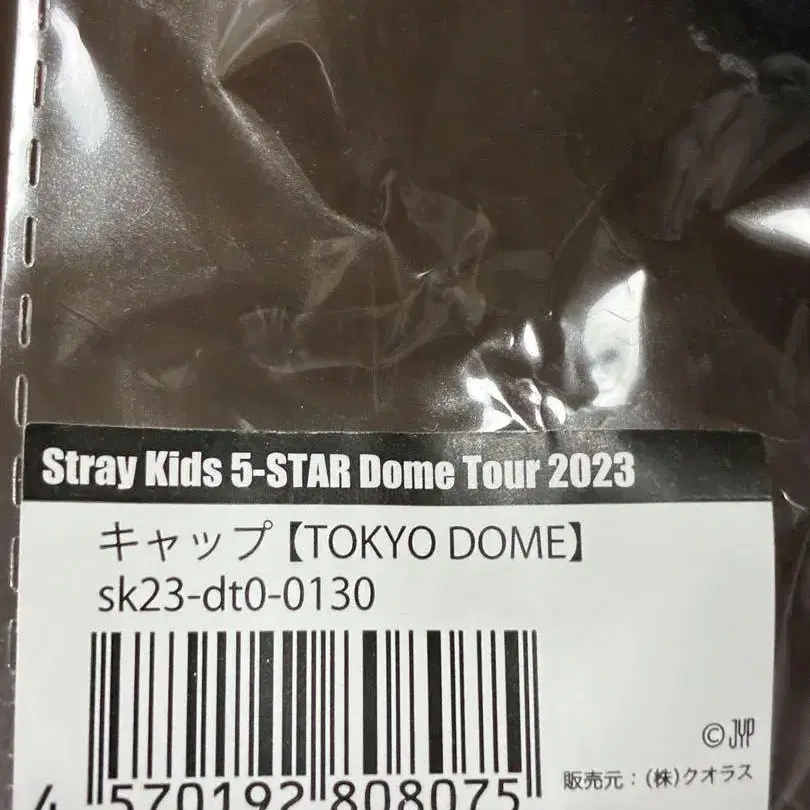 Stray Kids 5-STAR Dome Tour 2023
キャップ【TOKYO DOME】
sk23-dt0-0130
©JYP
販売元：(株)クオラス
4 570192 808075